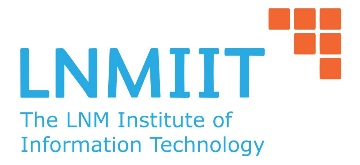 LNMIIT
The LNM Institute of
Information Technology